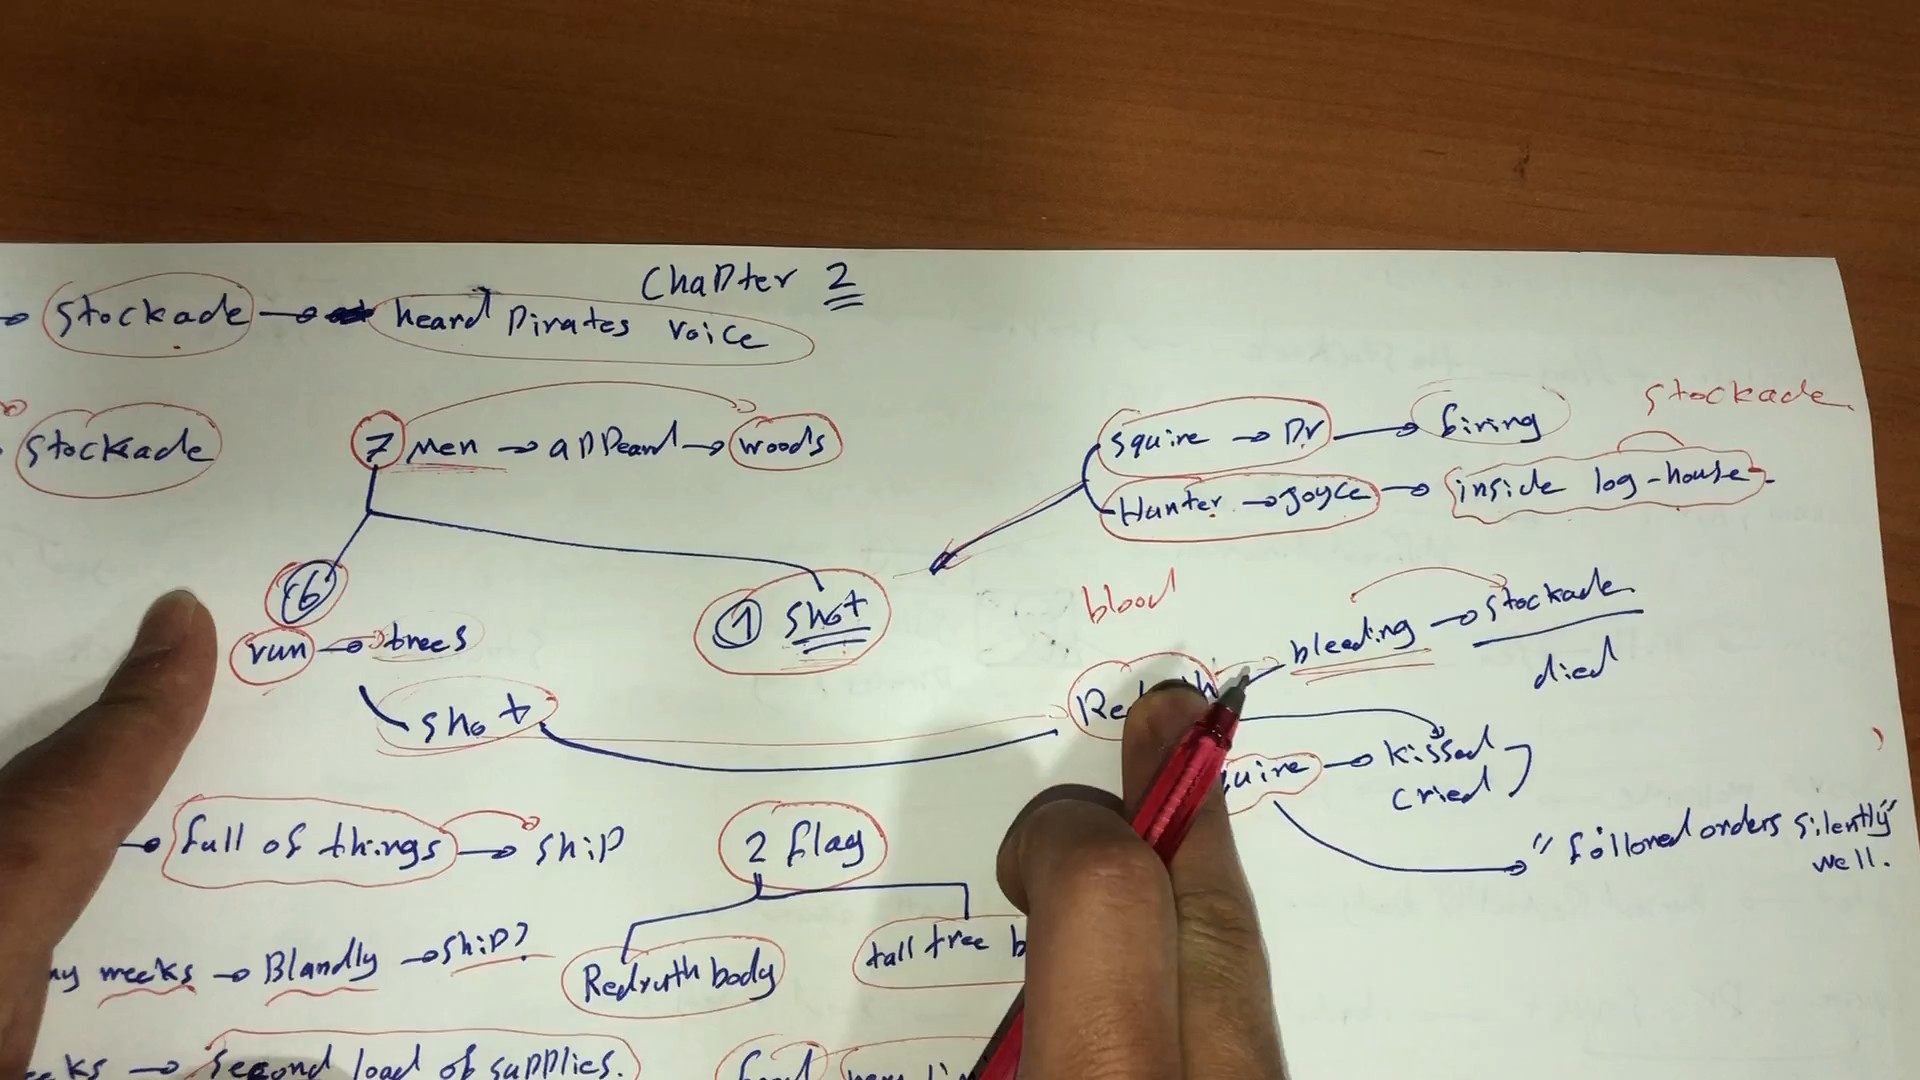 Chapter 2
stockade heard Pirates voice
stockade
stockade 7 men appeard woods
squire Dr firing
Hunter Joyce inside log-house
6 1 shot
blood
run trees
bleeding stockade
died
shot
squire kissed
cried
"followed orders silently"
well.
full of things ship 2 flag
weeks Blandly ship? Redruth body tall tree
second load of supplies.